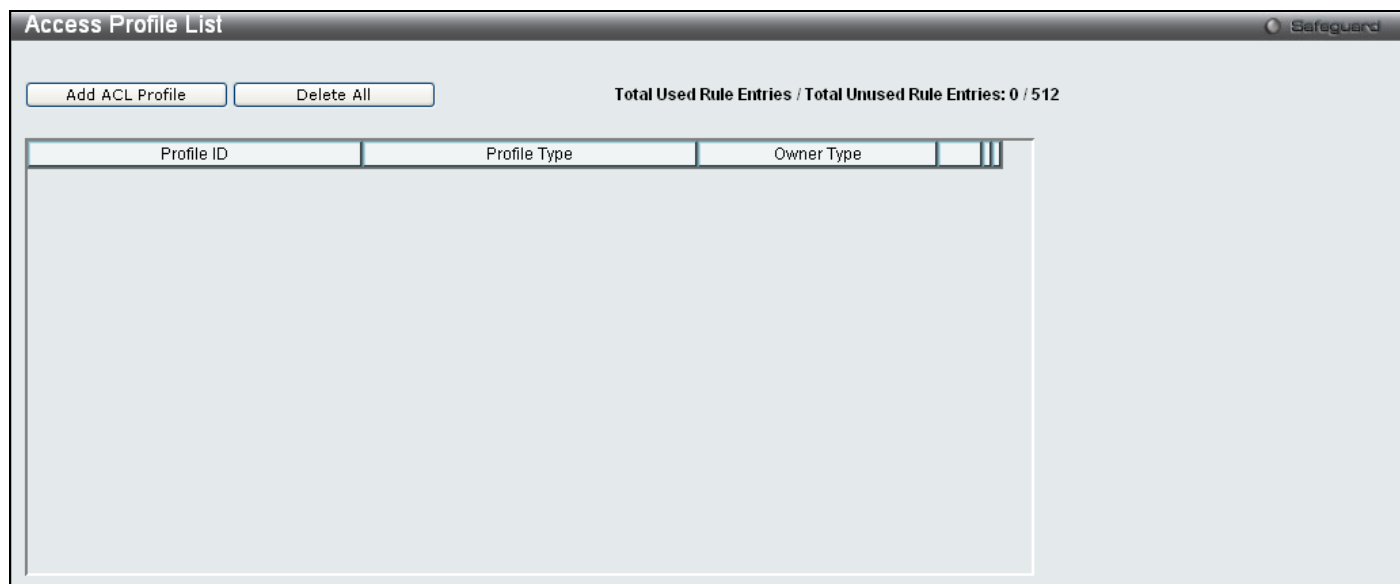 Access Profile List
Safeguard
Add ACL Profile
Delete All
Total Used Rule Entries / Total Unused Rule Entries: 0 / 512
Profile ID
Profile Type
Owner Type